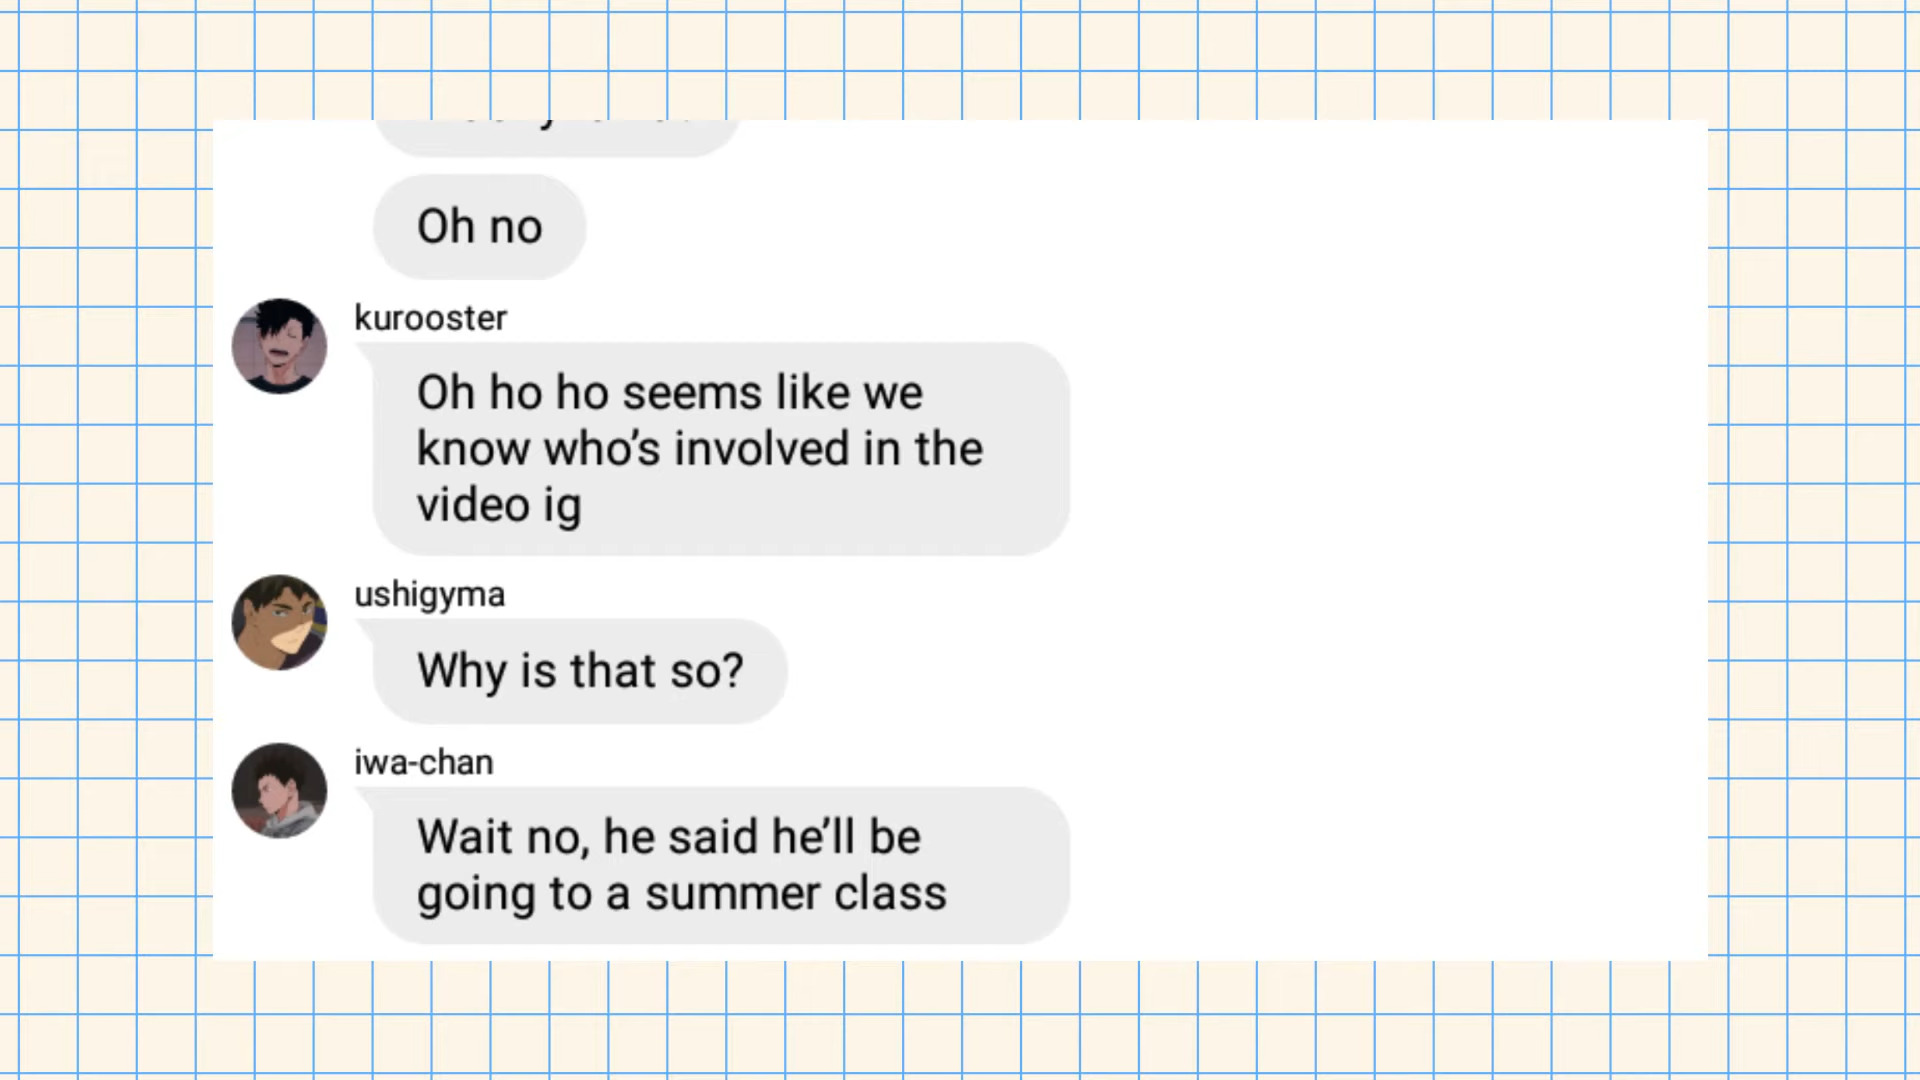 Oh no
kurooster
Oh ho ho seems like we
know who’s involved in the
video ig
ushigyma
Why is that so?
iwa-chan
Wait no, he said he’ll be
going to a summer class